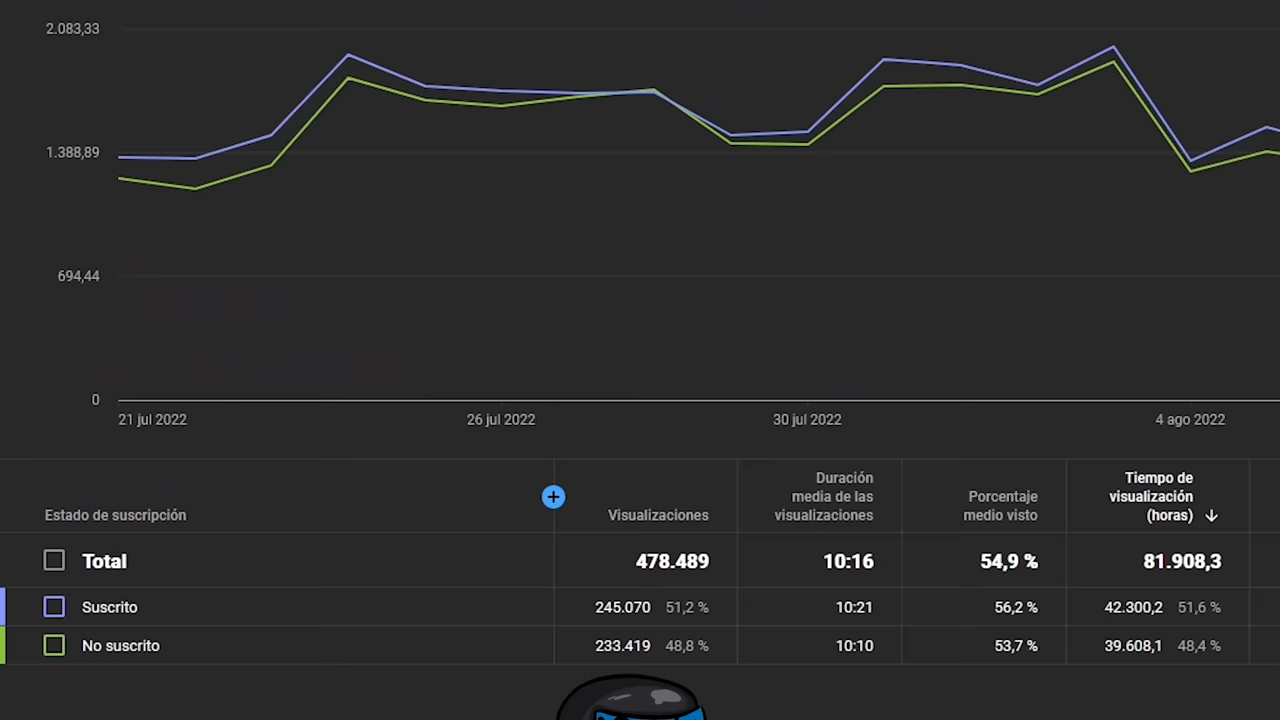 2.083,33
1.388,89
694,44
0
21 jul 2022
26 jul 2022
30 jul 2022
4 ago 2022
Estado de suscripción
Visualizaciones
Duración
media de las
visualizaciones
Porcentaje
medio visto
Tiempo de
visualización
(horas)
Total 478.489 10:16 54,9 % 81.908,3
Suscrito 245.070 51,2 % 10:21 56,2 % 42.300,2 51,6 %
No suscrito 233.419 48,8 % 10:10 53,7 % 39.608,1 48,4 %